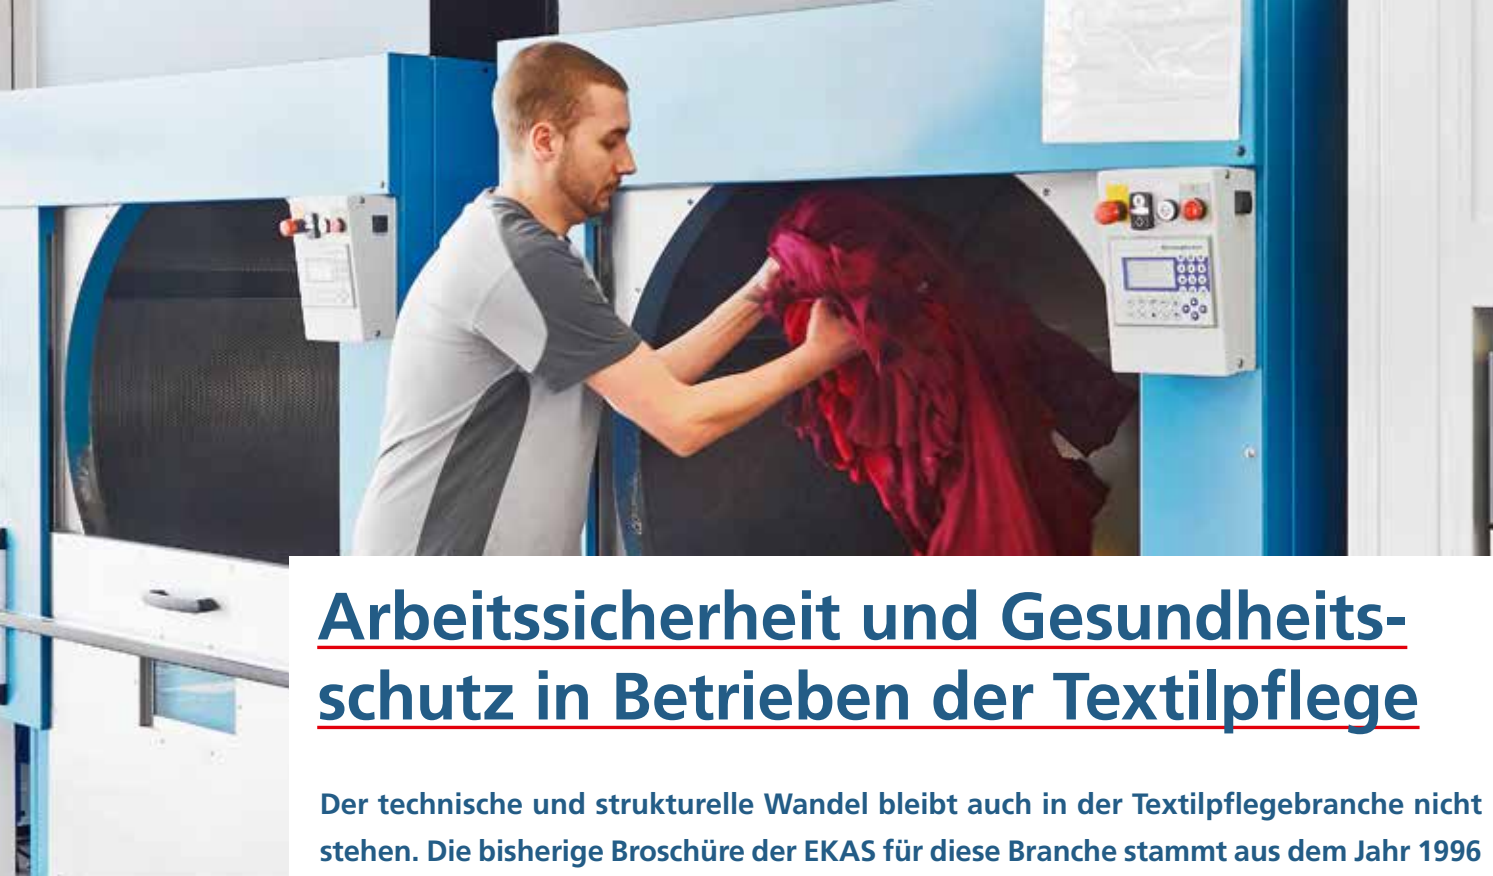 Arbeitssicherheit und Gesundheits-
schutz in Betrieben der Textilpflege
Der technische und strukturelle Wandel bleibt auch in der Textilpflegebranche nicht
stehen. Die bisherige Broschüre der EKAS für diese Branche stammt aus dem Jahr 1996